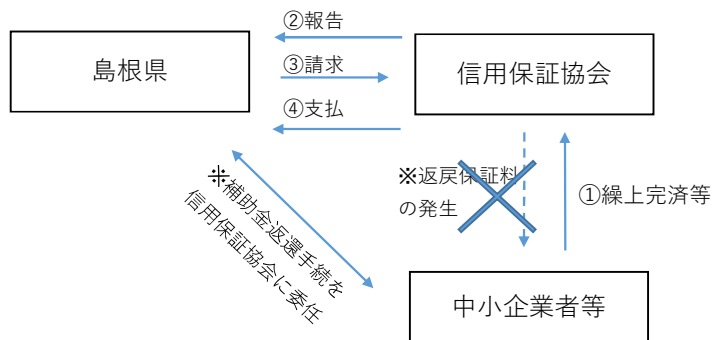 ②報告
島根県
③請求
信用保証協会
④支払
※返戻保証料
の発生
①繰上完済等
※補助金返還手続を
信用保証協会に委任
中小企業者等